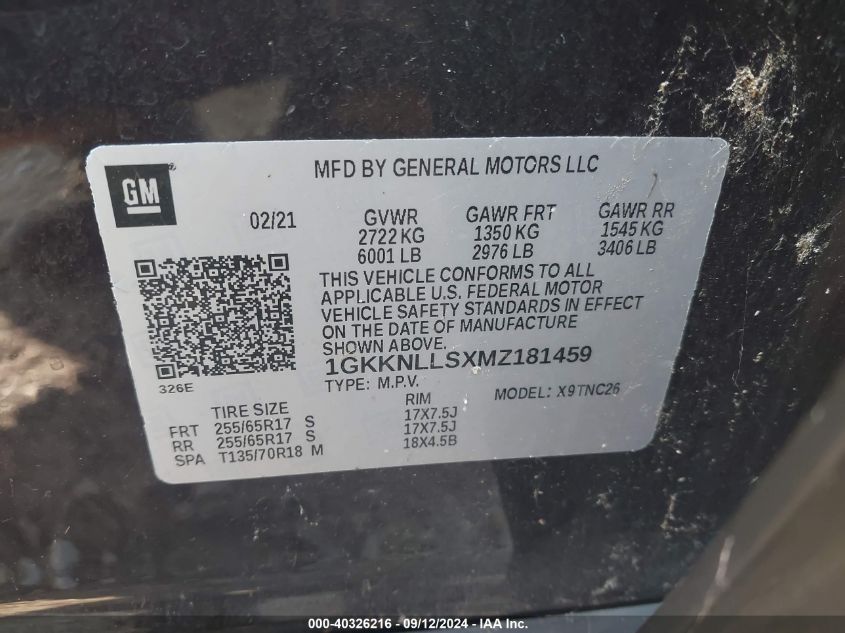 GM
MFD BY GENERAL MOTORS LLC
02/21
GVWR
2722 KG
6001 LB
GAWR FRT
1350 KG
2976 LB
GAWR RR
1545 KG
3406 LB
THIS VEHICLE CONFORMS TO ALL
APPLICABLE U.S. FEDERAL MOTOR
VEHICLE SAFETY STANDARDS IN EFFECT
ON THE DATE OF MANUFACTURE
SHOWN ABOVE.
1GKKNLLSXMZ181459
326E
TYPE: M.P.V.
MODEL: X9TNC26
TIRE SIZE
RIM
FRT 255/65R17 S 17X7.5J
RR 255/65R17 S 17X7.5J
SPA T135/70R18 M 18X4.5B
000-40326216 - 09/12/2024 - IAA Inc.